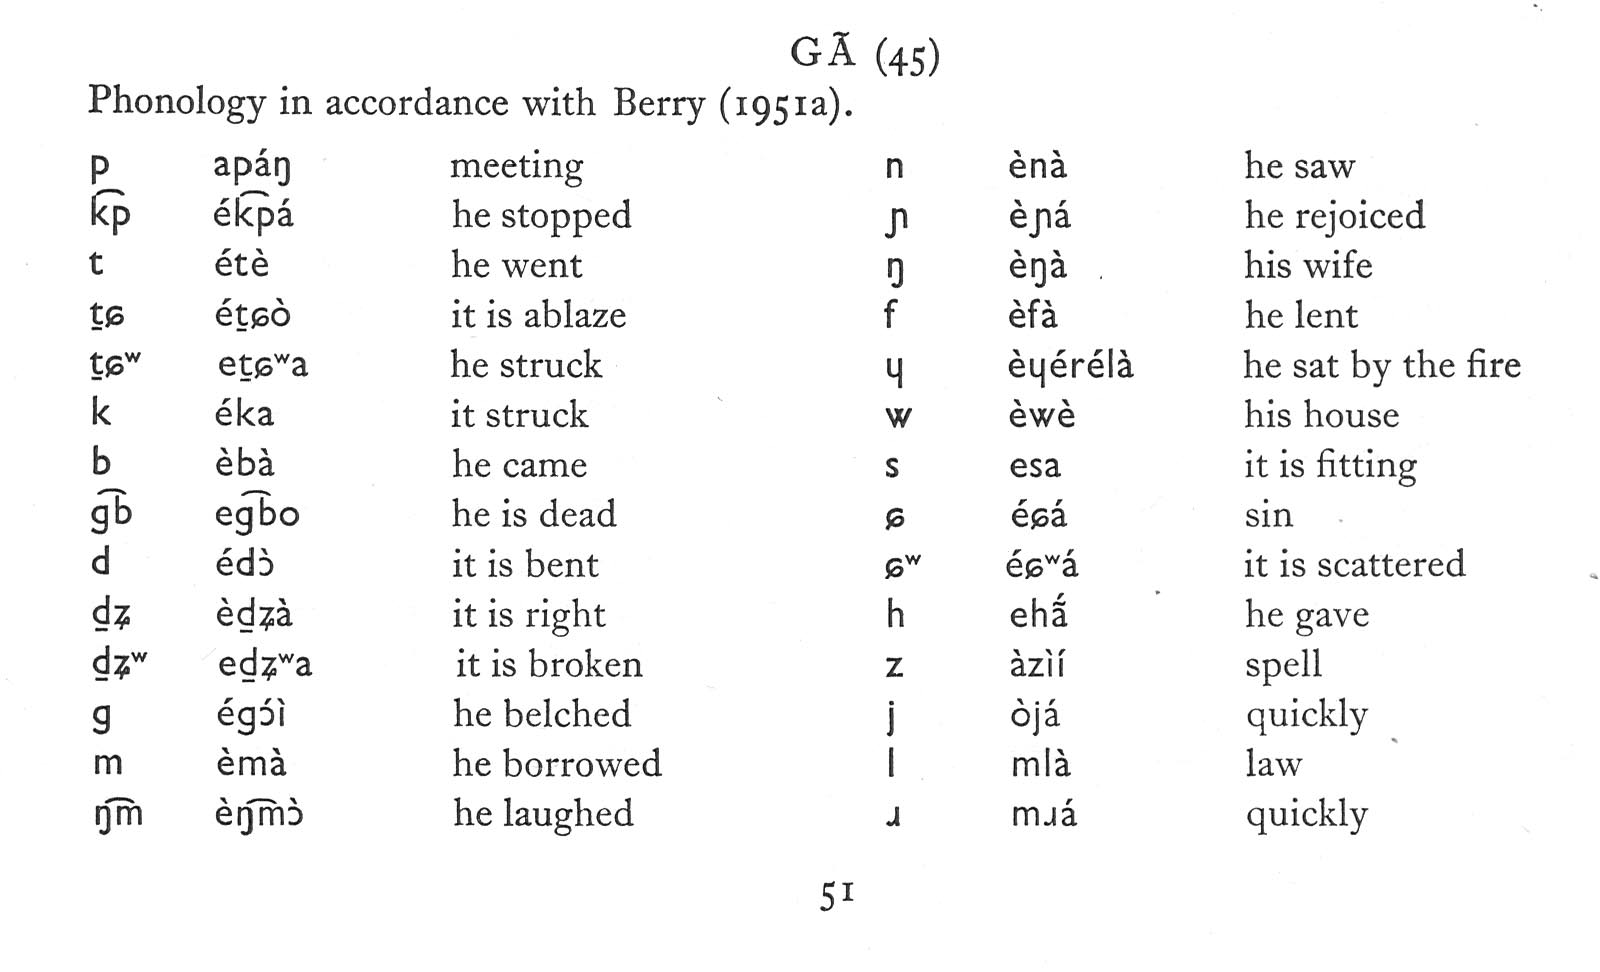 GÃ (45)
Phonology in accordance with Berry (1951a).
p apáŋ meeting n ènà he saw
k͡p ék͡pá he stopped ɲ èɲá he rejoiced
t étè he went ŋ èŋà his wife
t̠ɕ ét̠ɕò it is ablaze f èfà he lent
t̠ɕʷ et̠ɕʷa he struck ɥ èɥérélà he sat by the fire
k éka it struck w èwè his house
b èbà he came s esa it is fitting
g͡b eg͡bo he is dead ɕ éɕá sin
d édɔ̀ it is bent ɕʷ éɕʷá it is scattered
d̠ʑ èd̠ʑà it is right h ehã́ he gave
d̠ʑʷ ed̠ʑʷa it is broken z àzìí spell
g égɔ́ì he belched j òjá quickly
m èmà he borrowed l mlà law
ŋ͡m èŋ͡mɔ̀ he laughed ɹ mɹá quickly
51